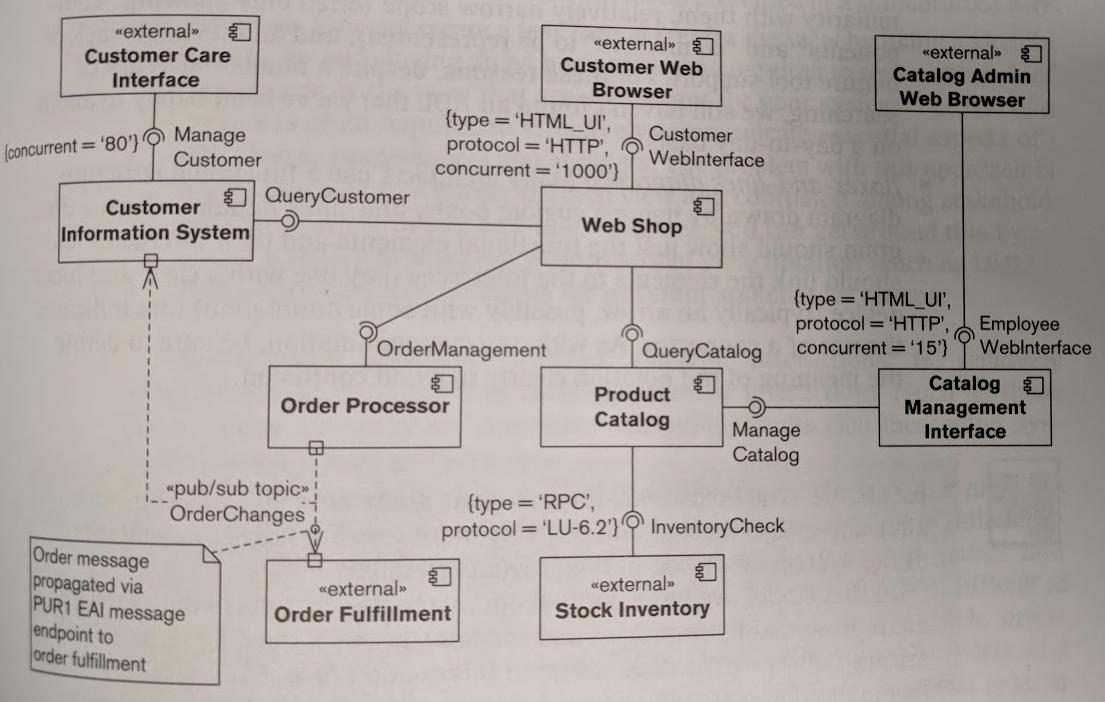 «external»
Customer Care
Interface
«external»
Customer Web
Browser
«external»
Catalog Admin
Web Browser
{concurrent = ‘80’}
Manage
Customer
{type = ‘HTML_UI’,
protocol = ‘HTTP’,
concurrent = ‘1000’}
Customer
WebInterface
Customer
Information System
QueryCustomer
Web Shop
{type = ‘HTML_UI’,
protocol = ‘HTTP’,
concurrent = ‘15’}
Employee
WebInterface
OrderManagement
QueryCatalog
Order Processor
Product
Catalog
Manage
Catalog
Catalog
Management
Interface
«pub/sub topic»
OrderChanges
{type = ‘RPC’,
protocol = ‘LU-6.2’}
InventoryCheck
Order message
propagated via
PUR1 EAI message
endpoint to
order fulfillment
«external»
Order Fulfillment
«external»
Stock Inventory